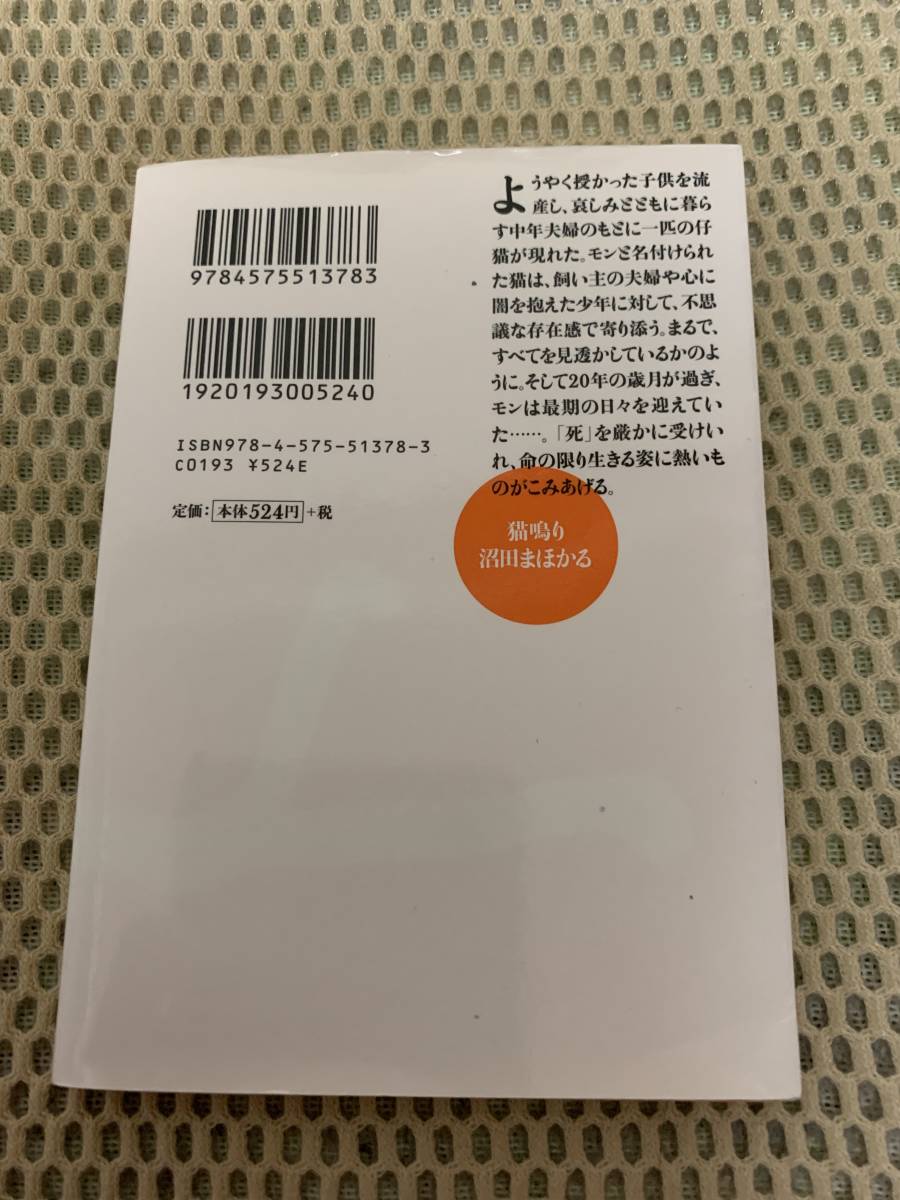 9784575513783
1920193005240
ISBN978-4-575-51378-3
C0193 ¥524E
定価：本体524円+税
ようやく授かった子供を流
産し、哀しみとともに暮ら
す中年夫婦のもとに一匹の仔
猫が現れた。モンと名付けられ
た猫は、飼い主の夫婦や心に
闇を抱えた少年に対して、不思
議な存在感で寄り添う。まるで、
すべてを見透かしているかのよ
うに。そして20年の歳月が過ぎ、
モンは最期の日々を迎えてい
た……。「死」を厳かに受けい
れ、命の限り生きる姿に熱いも
のがこみあげる。
猫鳴り
沼田まほかる